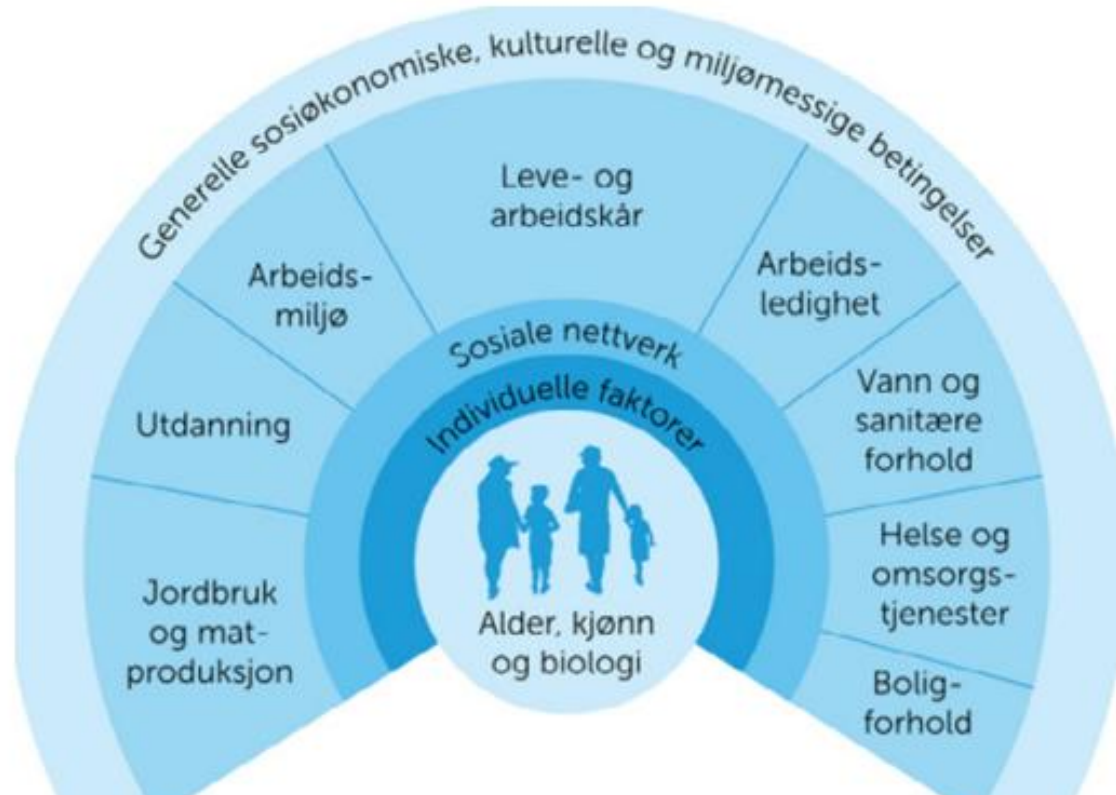 Generelle sosiøkonomiske, kulturelle og miljømessige betingelser
Leve- og
arbeidskår
Arbeids-
miljø
Arbeids-
ledighet
Utdanning
Vann og
sanitære
forhold
Jordbruk
og mat-
produksjon
Helse og
omsorgs-
tjenester
Bolig-
forhold
Sosiale nettverk
Individuelle faktorer
Alder, kjønn
og biologi